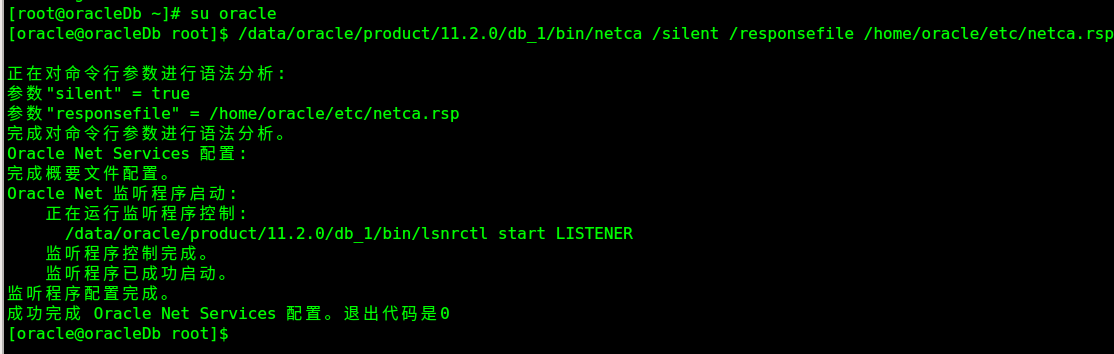 [root@oracleDb ~]# su oracle
[oracle@oracleDb root]$ /data/oracle/product/11.2.0/db_1/bin/netca /silent /responsefile /home/oracle/etc/netca.rsp
正在对命令行参数进行语法分析:
参数"silent" = true
参数"responsefile" = /home/oracle/etc/netca.rsp
完成对命令行参数进行语法分析。
Oracle Net Services 配置:
完成概要文件配置。
Oracle Net 监听程序启动:
正在运行监听程序控制:
/data/oracle/product/11.2.0/db_1/bin/lsnrctl start LISTENER
监听程序控制完成。
监听程序已成功启动。
监听程序配置完成。
成功完成 Oracle Net Services 配置。退出代码是0
[oracle@oracleDb root]$